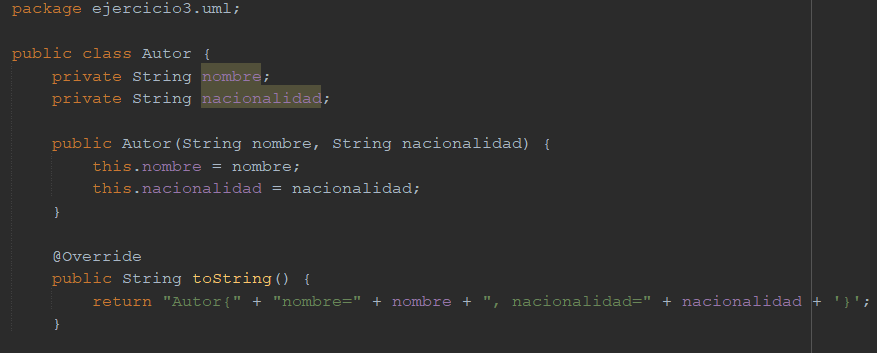 package ejercicio3.uml;
public class Autor {
private String nombre;
private String nacionalidad;
public Autor(String nombre, String nacionalidad) {
this.nombre = nombre;
this.nacionalidad = nacionalidad;
}
@Override
public String toString() {
return "Autor{" + "nombre=" + nombre + ", nacionalidad=" + nacionalidad + '}';
}